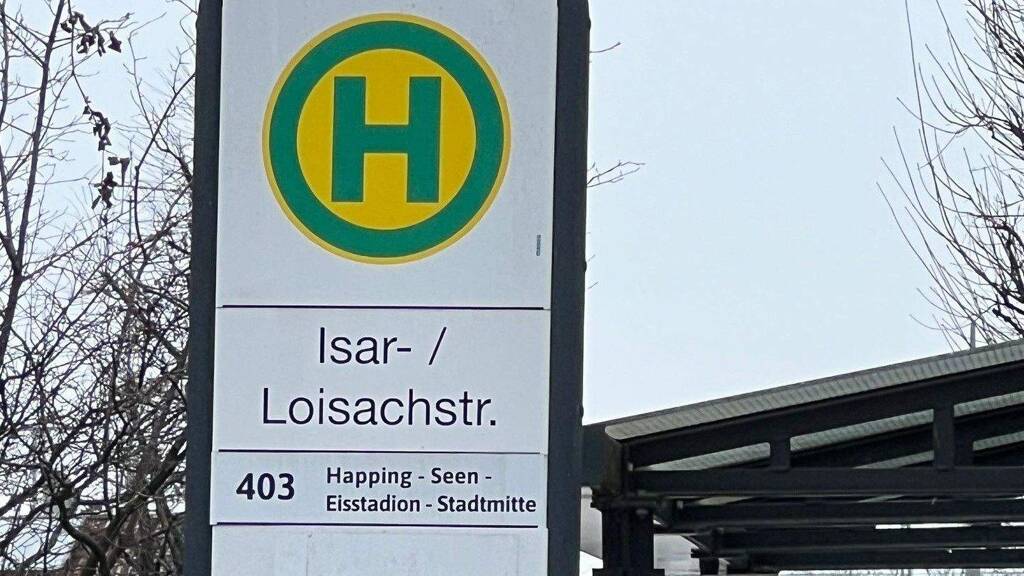 H
Isar- /
Loisachstr.
403 Happing - Seen -
Eisstadion - Stadtmitte